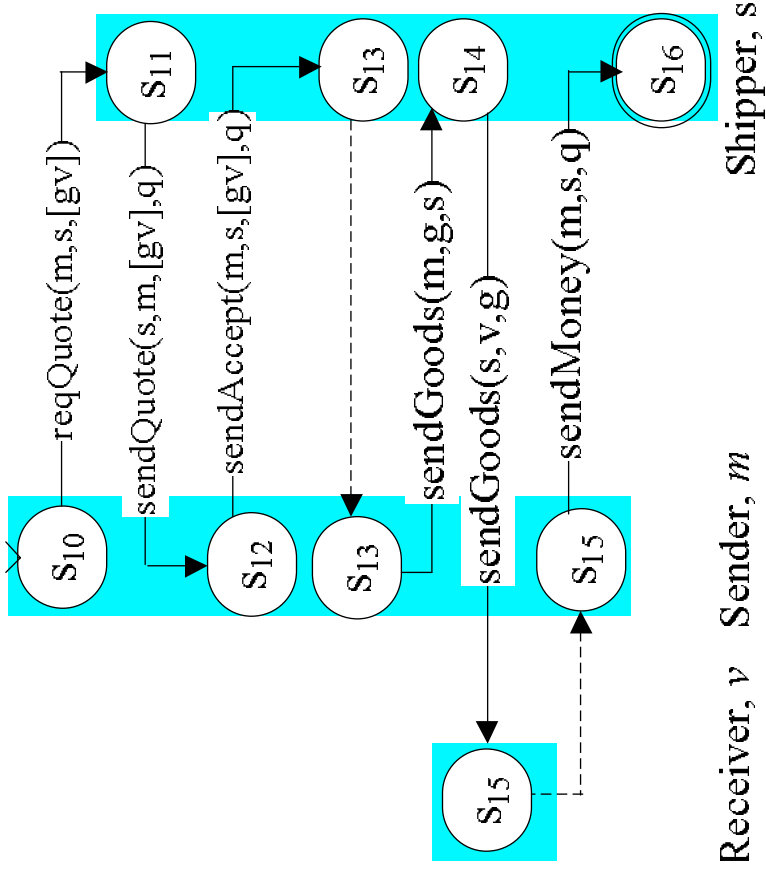 S11
S13
S14
S16
Shipper, s
reqQuote(m,s,[gv])
sendQuote(s,m,[gv],q)
sendAccept(m,s,[gv],q)
sendGoods(m,g,s)
sendGoods(s,v,g)
sendMoney(m,s,q)
S10
S12
S13
S15
Sender, m
S15
Receiver, v